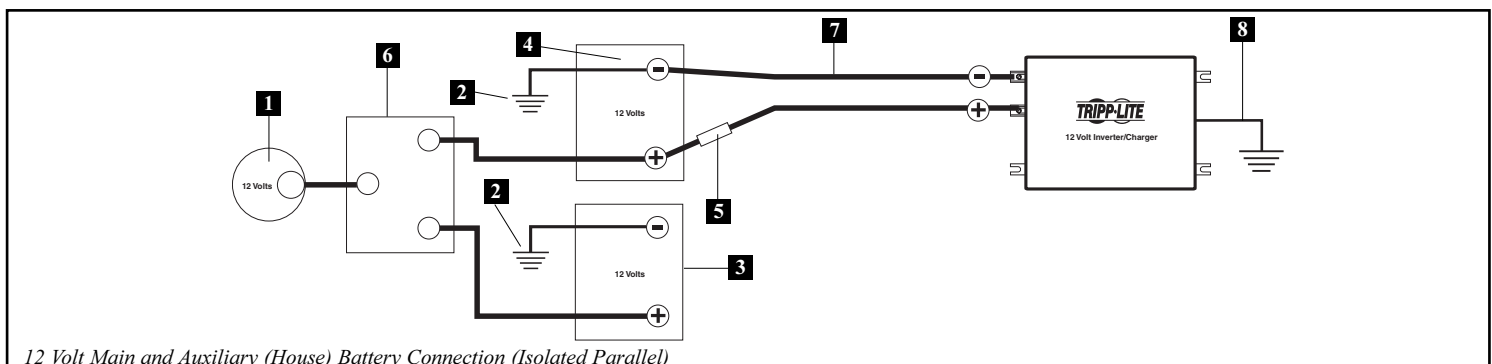 8
7
4
6
2
1
12 Volts
12 Volts
TRIPP·LITE
12 Volt Inverter/Charger
5
2
12 Volts
3
12 Volt Main and Auxiliary (House) Battery Connection (Isolated Parallel)